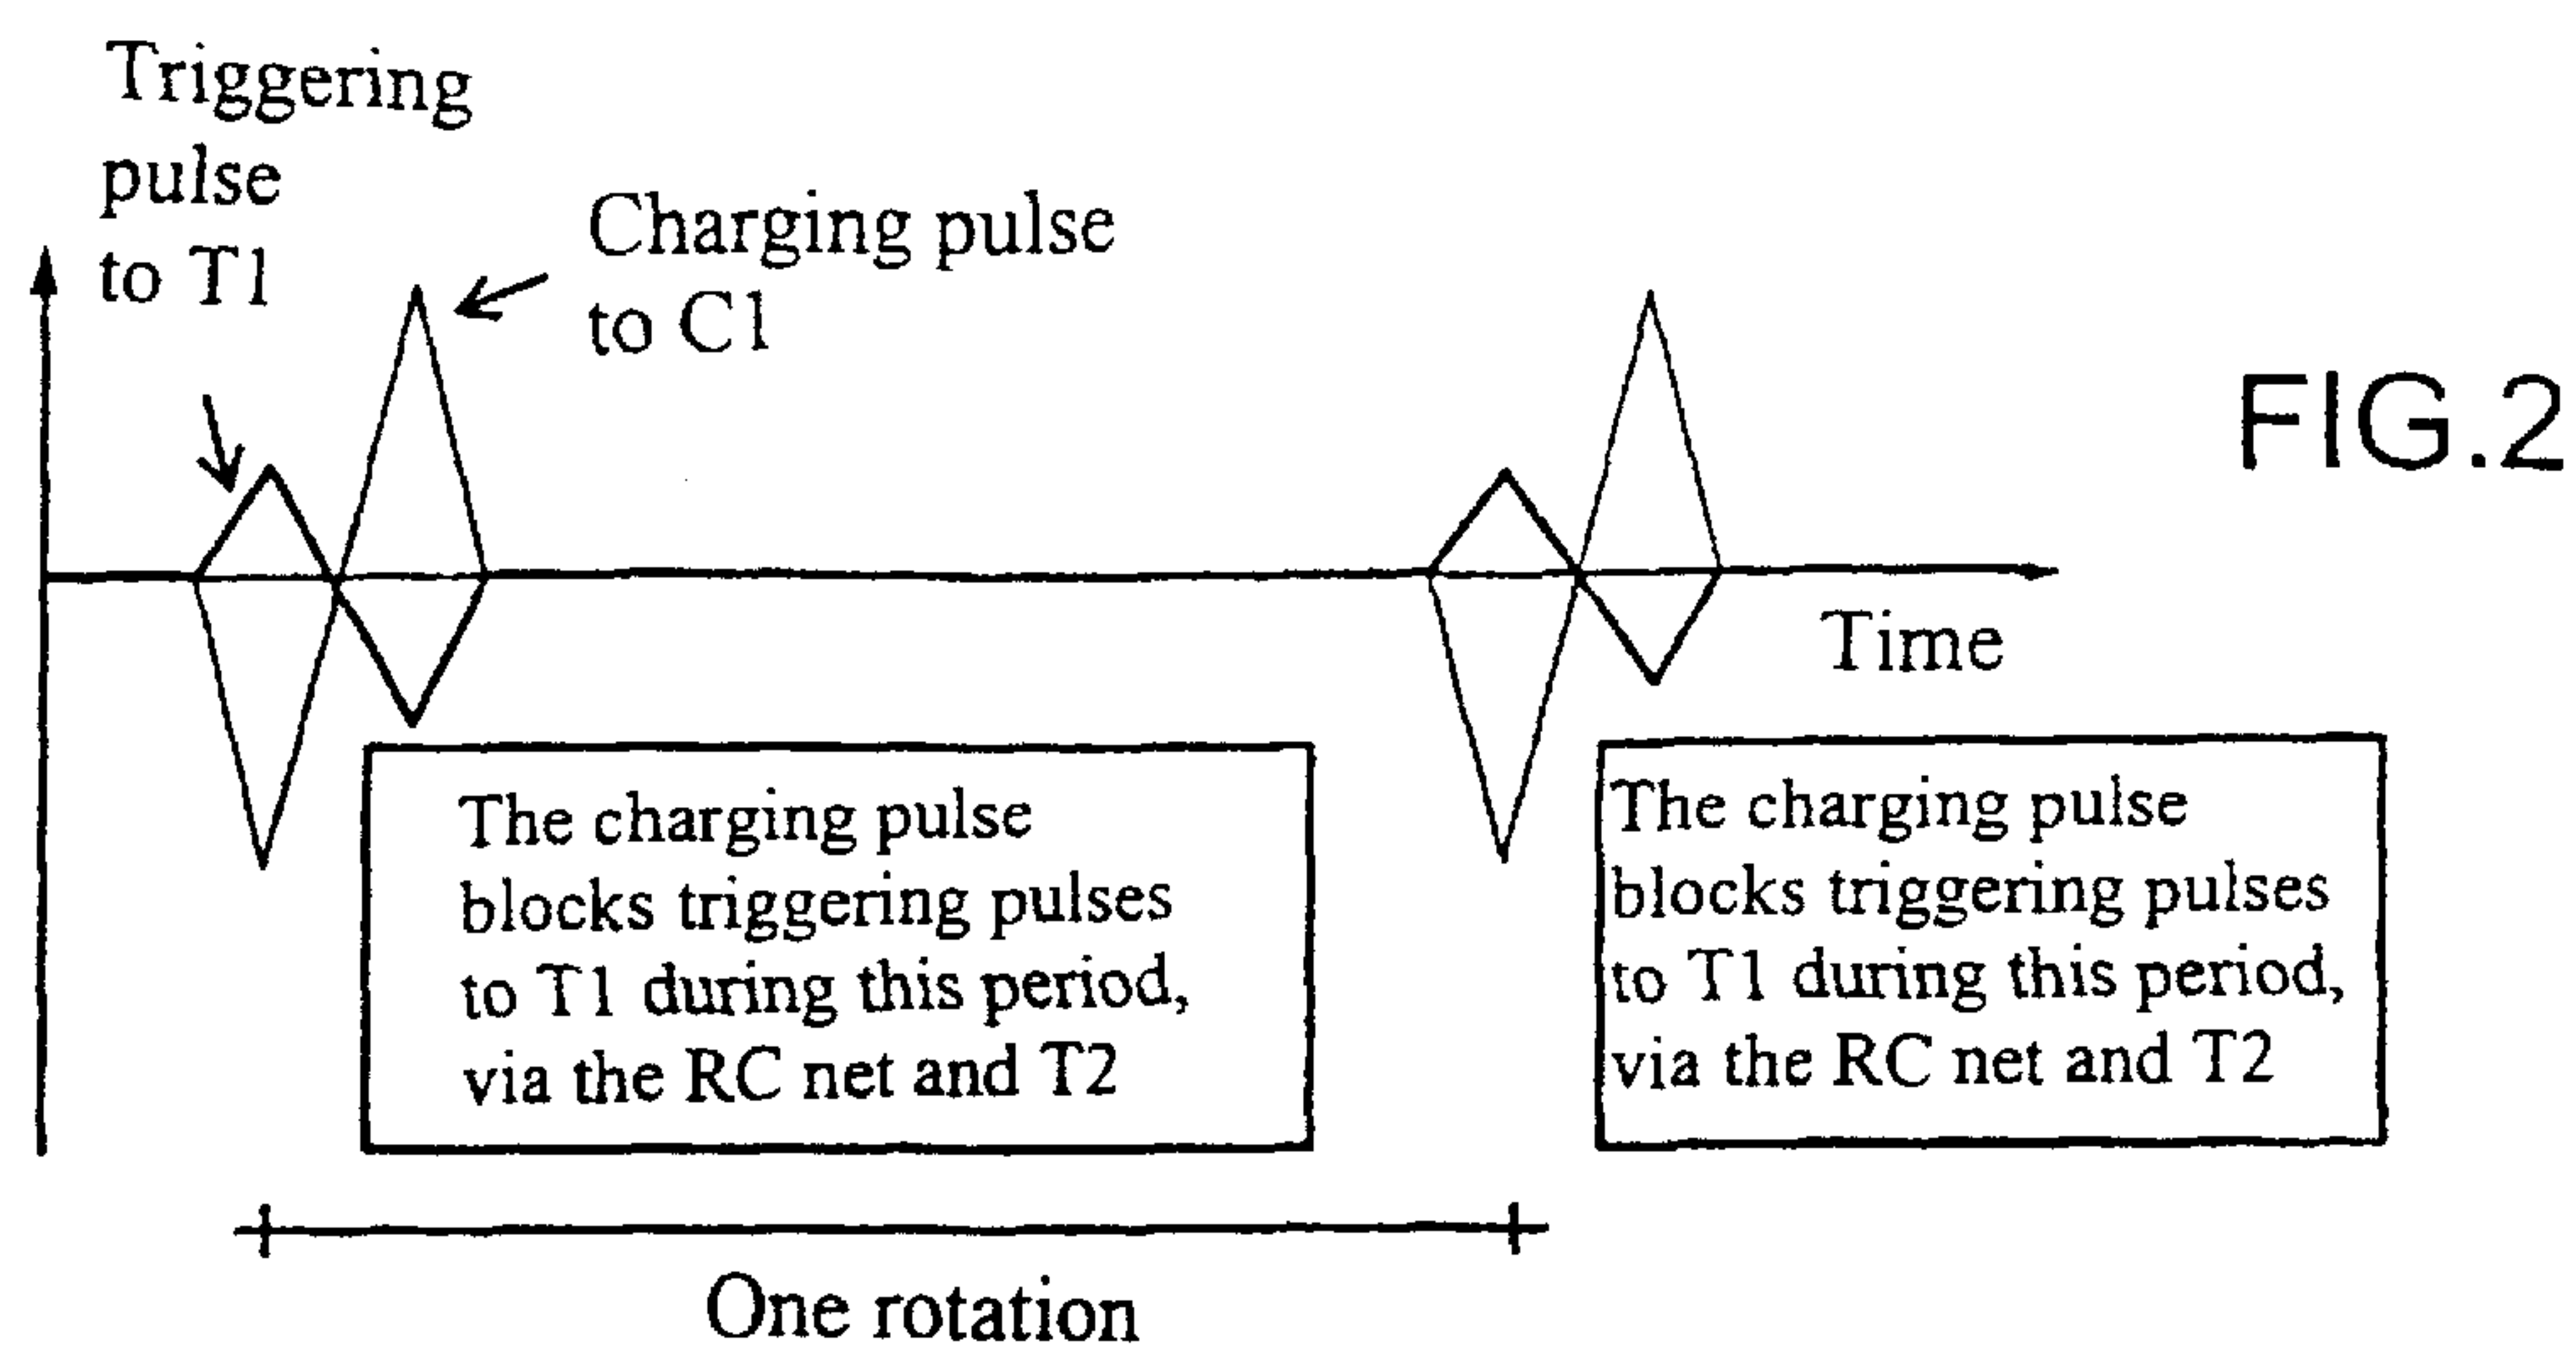 Triggering
pulse
to T1
Charging pulse
to C1
FIG.2
Time
The charging pulse
blocks triggering pulses
to T1 during this period,
via the RC net and T2
The charging pulse
blocks triggering pulses
to T1 during this period,
via the RC net and T2
One rotation